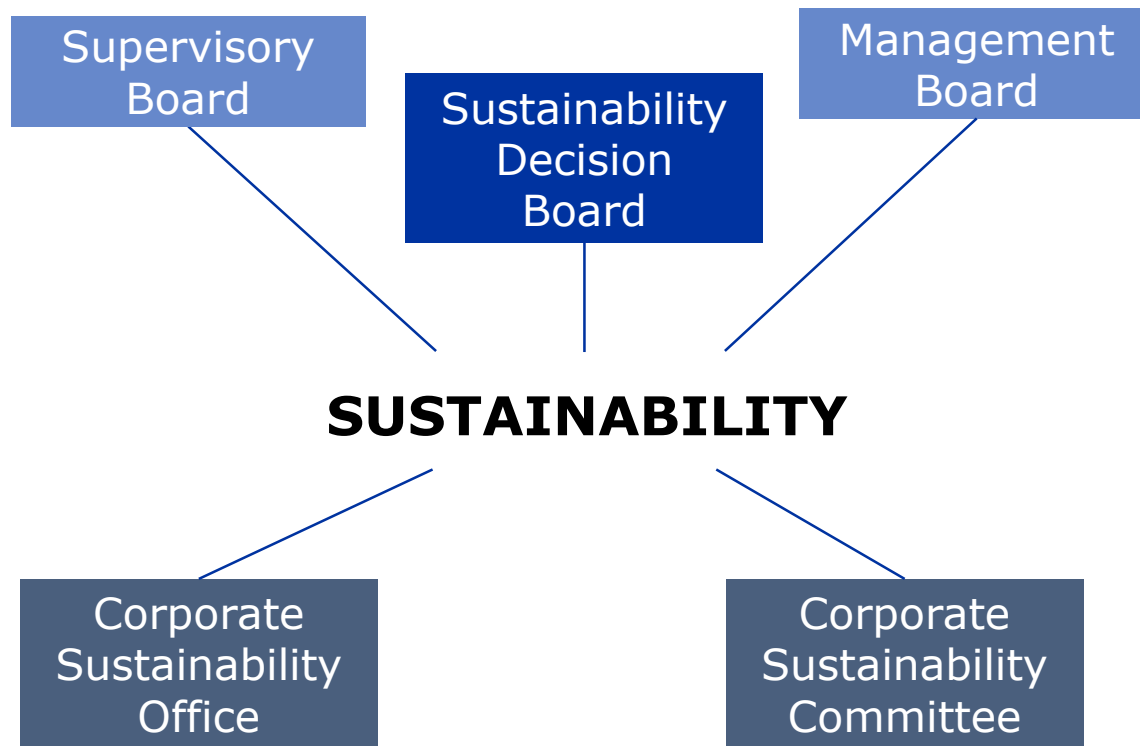 Supervisory
Board
Sustainability
Decision
Board
Management
Board
SUSTAINABILITY
Corporate
Sustainability
Office
Corporate
Sustainability
Committee